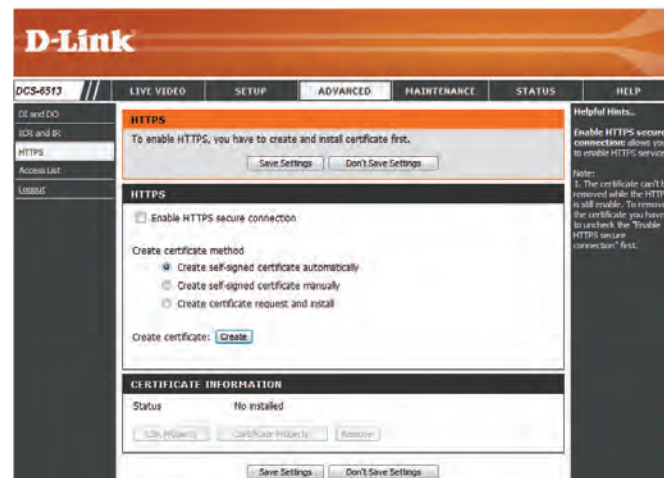 D-Link
DCS-6513
LIVE VIDEO
SETUP
ADVANCED
MAINTENANCE
STATUS
HELP
DI and DO
ICR and IR
HTTPS
Access List
Logout
HTTPS
To enable HTTPS, you have to create and install certificate first.
Save Settings
Don't Save Settings
HTTPS
Enable HTTPS secure connection
Create certificate method
Create self-signed certificate automatically
Create self-signed certificate manually
Create certificate request and install
Create certificate:
Create
CERTIFICATE INFORMATION
Status
No installed
Certificate Property
Remove
Save Settings
Don't Save Settings
Helpful Hints..
Enable HTTPS secure
connection: allows you
to enable HTTPS service
Note:
1. The certificate can't b
removed while the HTTP
is still enable. To remove
the certificate you have
to uncheck the "Enable
HTTPS secure
connection" first.